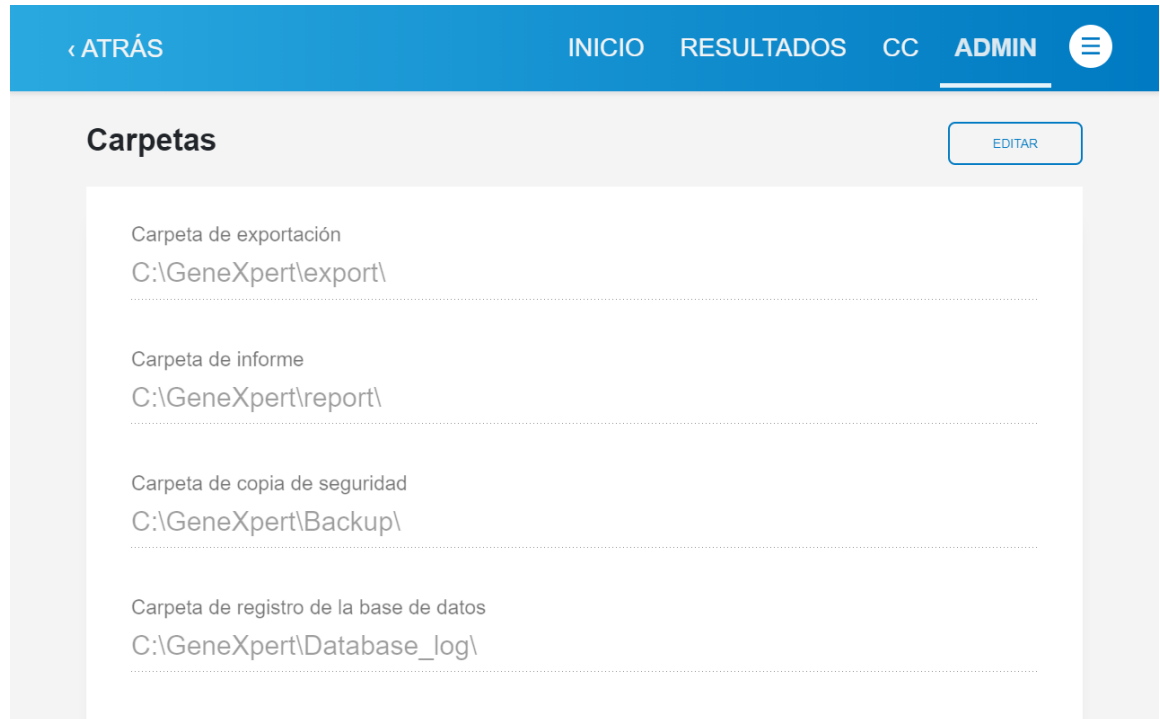 ‹ ATRÁS INICIO RESULTADOS CC ADMIN
Carpetas EDITAR
Carpeta de exportación
C:\GeneXpert\export\
Carpeta de informe
C:\GeneXpert\report\
Carpeta de copia de seguridad
C:\GeneXpert\Backup\
Carpeta de registro de la base de datos
C:\GeneXpert\Database_log\